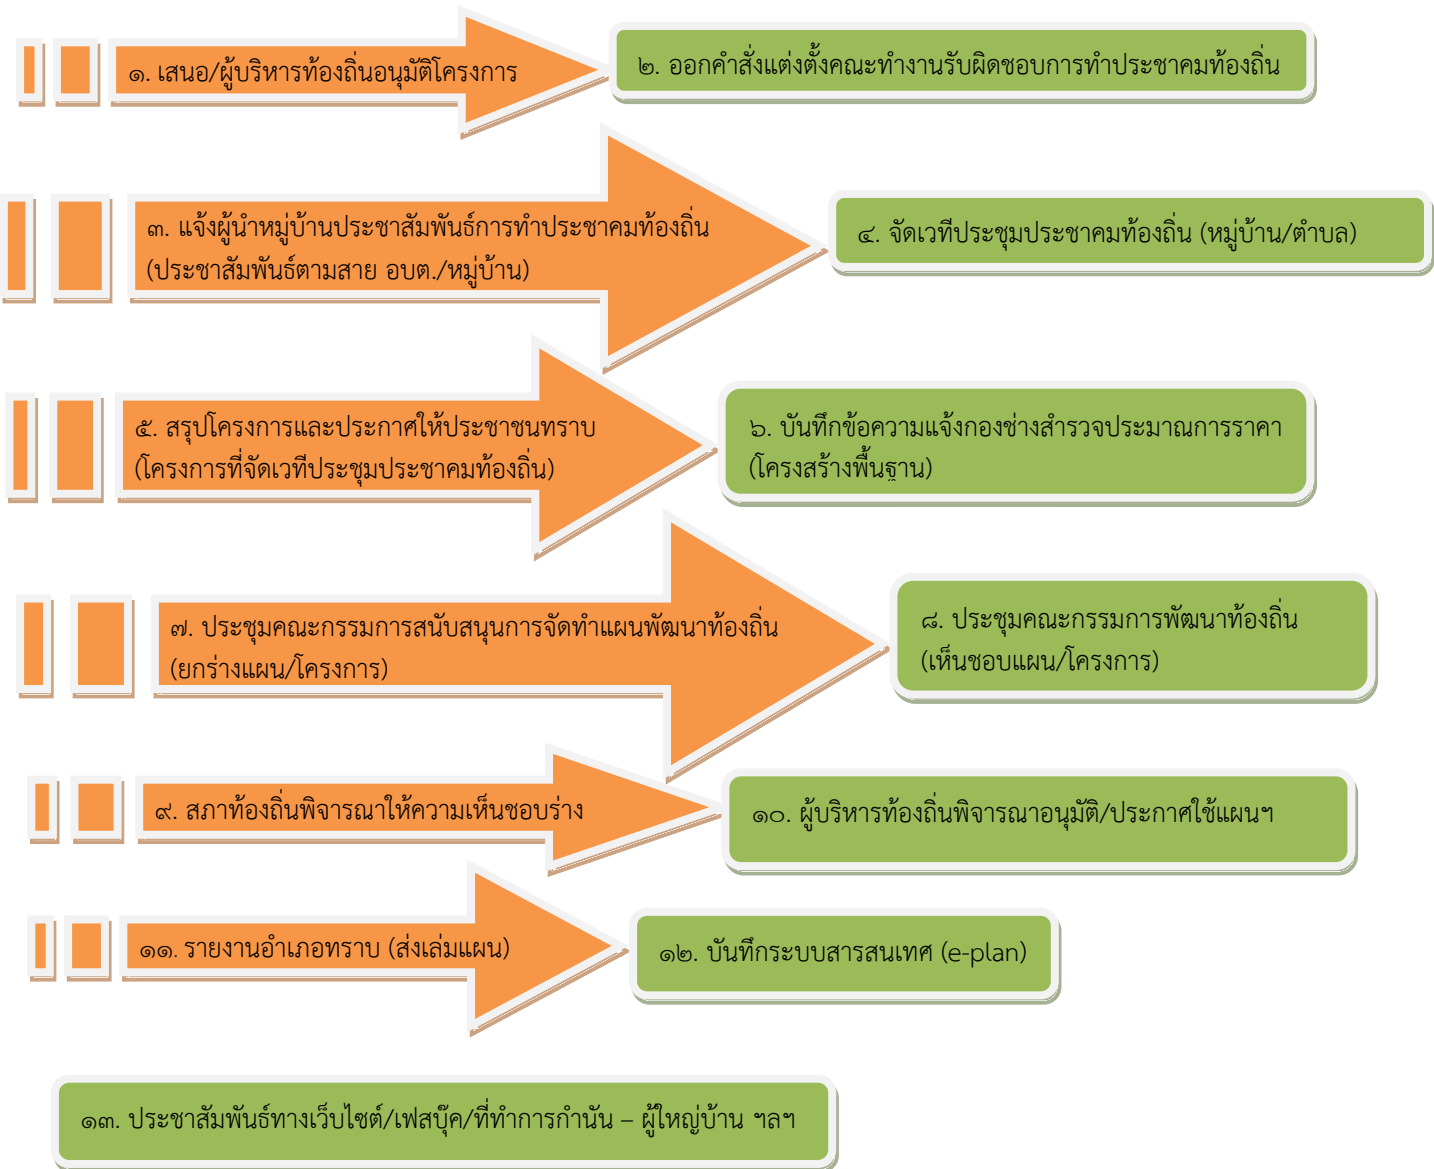 ๑. เสนอ/ผู้บริหารท้องถิ่นอนุมัติโครงการ
๒. ออกคำสั่งแต่งตั้งคณะทำงานรับผิดชอบการทำประชาคมท้องถิ่น
๓. แจ้งผู้นำหมู่บ้านประชาสัมพันธ์การทำประชาคมท้องถิ่น
(ประชาสัมพันธ์ตามสาย อบต./หมู่บ้าน)
๔. จัดเวทีประชุมประชาคมท้องถิ่น (หมู่บ้าน/ตำบล)
๕. สรุปโครงการและประกาศให้ประชาชนทราบ
(โครงการที่จัดเวทีประชุมประชาคมท้องถิ่น)
๖. บันทึกข้อความแจ้งกองช่างสำรวจประมาณการราคา
(โครงสร้างพื้นฐาน)
๗. ประชุมคณะกรรมการสนับสนุนการจัดทำแผนพัฒนาท้องถิ่น
(ยกร่างแผน/โครงการ)
๘. ประชุมคณะกรรมการพัฒนาท้องถิ่น
(เห็นชอบแผน/โครงการ)
๙. สภาท้องถิ่นพิจารณาให้ความเห็นชอบร่าง
๑๐. ผู้บริหารท้องถิ่นพิจารณาอนุมัติ/ประกาศใช้แผนฯ
๑๑. รายงานอำเภอทราบ (ส่งเล่มแผน)
๑๒. บันทึกระบบสารสนเทศ (e-plan)
๑๓. ประชาสัมพันธ์ทางเว็บไซต์/เฟสบุ๊ค/ที่ทำการกำนัน – ผู้ใหญ่บ้าน ฯลฯ